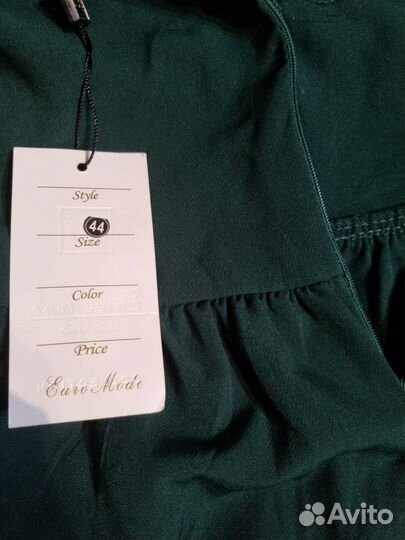 Style
44
Size
Color
Price
Euro Mode
Avito